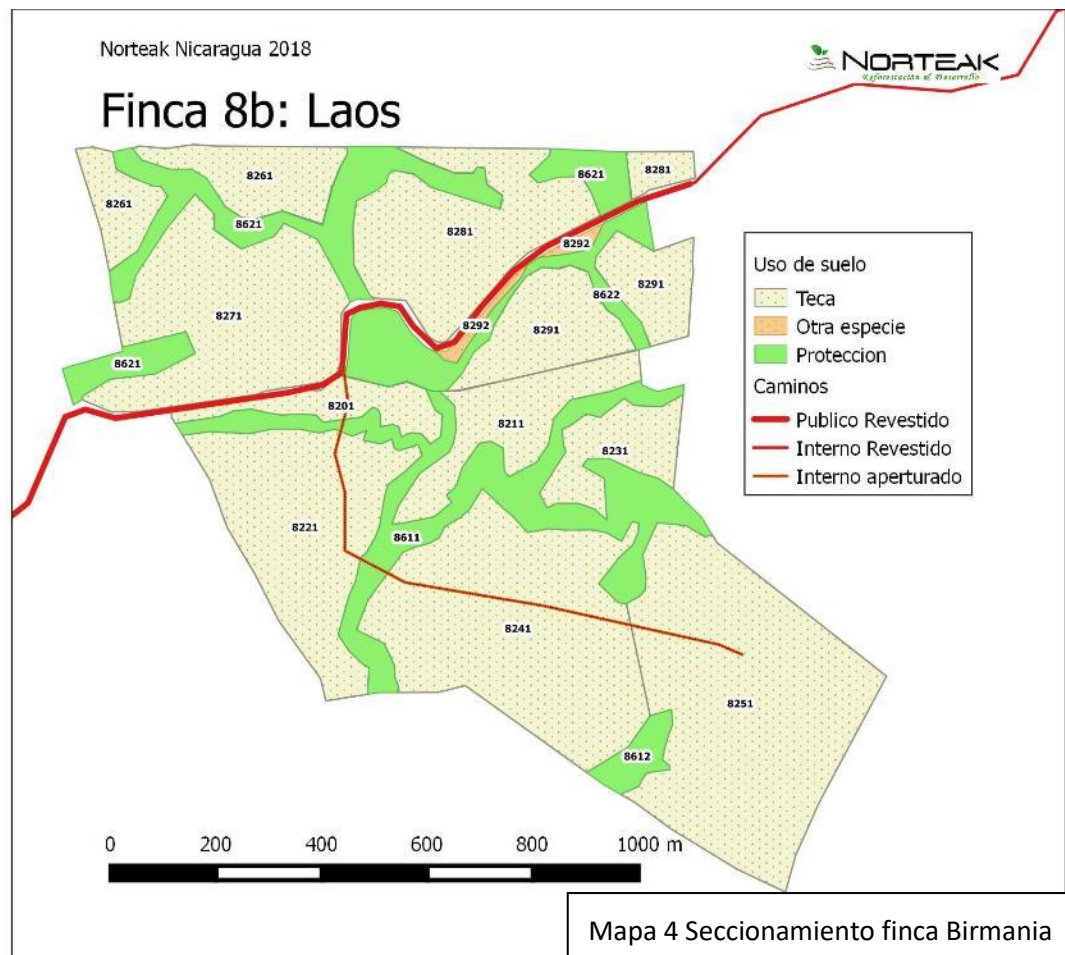 Norteak Nicaragua 2018
NORTEAK
Reforestación & Desarrollo
Finca 8b: Laos
8261
8281
8621
8261
8621
8281
8292
8291
8622
8271
8292
8291
8621
8201
8211
8231
8221
8611
8241
8251
8612
Uso de suelo
Teca
Otra especie
Proteccion
Caminos
Publico Revestido
Interno Revestido
Interno aperturado
0 200 400 600 800 1000 m
Mapa 4 Seccionamiento finca Birmania